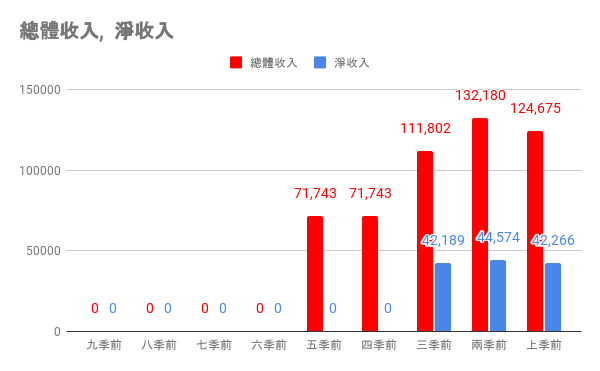 總體收入, 淨收入
總體收入 淨收入
150000
100000
50000
0
0 0 0 0 0 0 0 0 71,743 0 71,743 0 111,802 42,189 132,180 44,574 124,675 42,266
九季前 八季前 七季前 六季前 五季前 四季前 三季前 兩季前 上季前